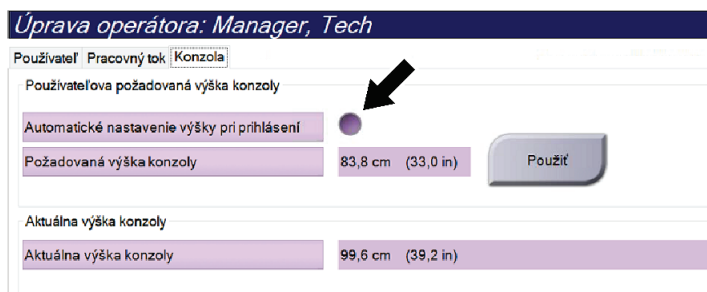 Úprava operátora: Manager, Tech
Používateľ Pracovný tok Konzola
Používateľova požadovaná výška konzoly
Automatické nastavenie výšky pri prihlásení
Požadovaná výška konzoly 83,8 cm (33,0 in) Použiť
Aktuálna výška konzoly
Aktuálna výška konzoly 99,6 cm (39,2 in)